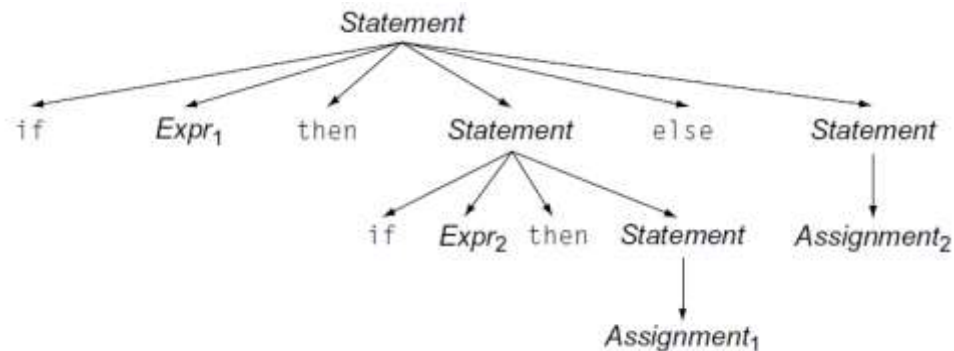 Statement
if Expr₁ then Statement else Statement
if Expr₂ then Statement Assignment₂
Assignment₁